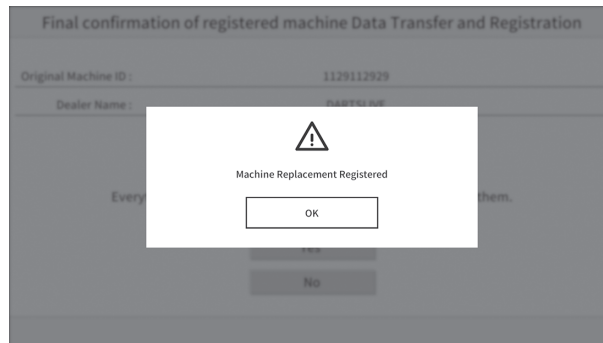 Final confirmation of registered machine Data Transfer and Registration
Original Machine ID : 1129112929
Dealer Name : DARTSLIVE
Machine Replacement Registered
Every them.
OK
Yes
No